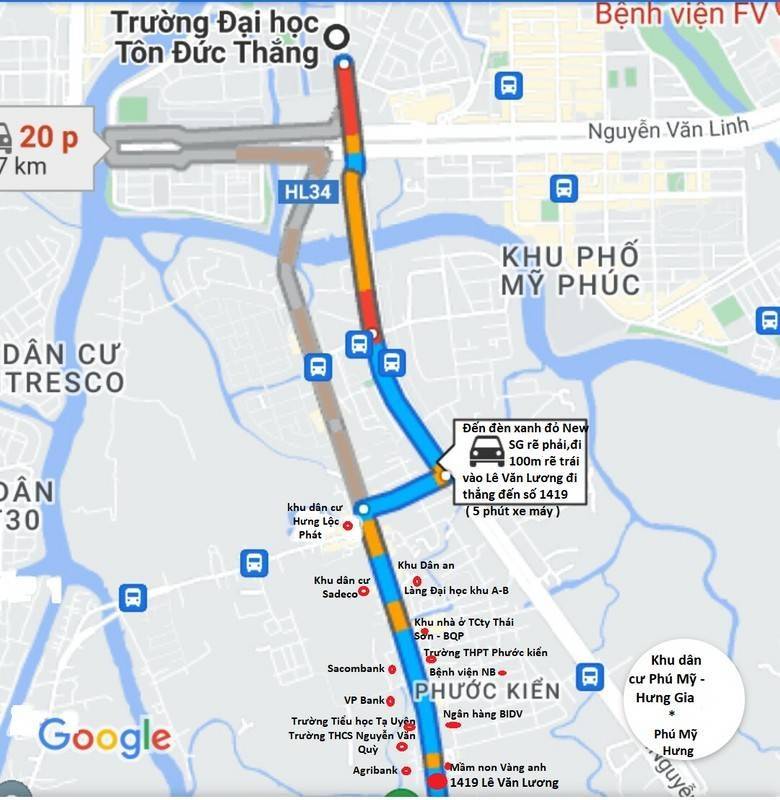 Bệnh viện FV
Trường Đại học
Tôn Đức Thắng
20 p
7 km
Nguyễn Văn Linh
HL34
KHU PHỐ
MỸ PHÚC
DÂN CƯ
TRESCO
Đến đèn xanh đỏ New
SG rẽ phải,đi
100m rẽ trái
vào Lê Văn Lương đi
thẳng đến số 1419
( 5 phút xe máy )
DÂN
T30
khu dân cư
Hưng Lộc
Phát
Khu Dân an
Khu dân cư
Sadeco
Làng Đại học khu A-B
Khu nhà ở TCty Thái
Sơn - BQP
Trường THPT Phước kiển
Sacombank
Bệnh viện NB
PHƯỚC KIỂN
VP Bank
Ngân hàng BIDV
Trường Tiểu học Tạ Uyên
Trường THCS Nguyễn Văn
Quỳ
Agribank
Mầm non Vàng anh
1419 Lê Văn Lương
Khu dân
cư Phú Mỹ -
Hưng Gia
*
Phú Mỹ
Hưng
Google